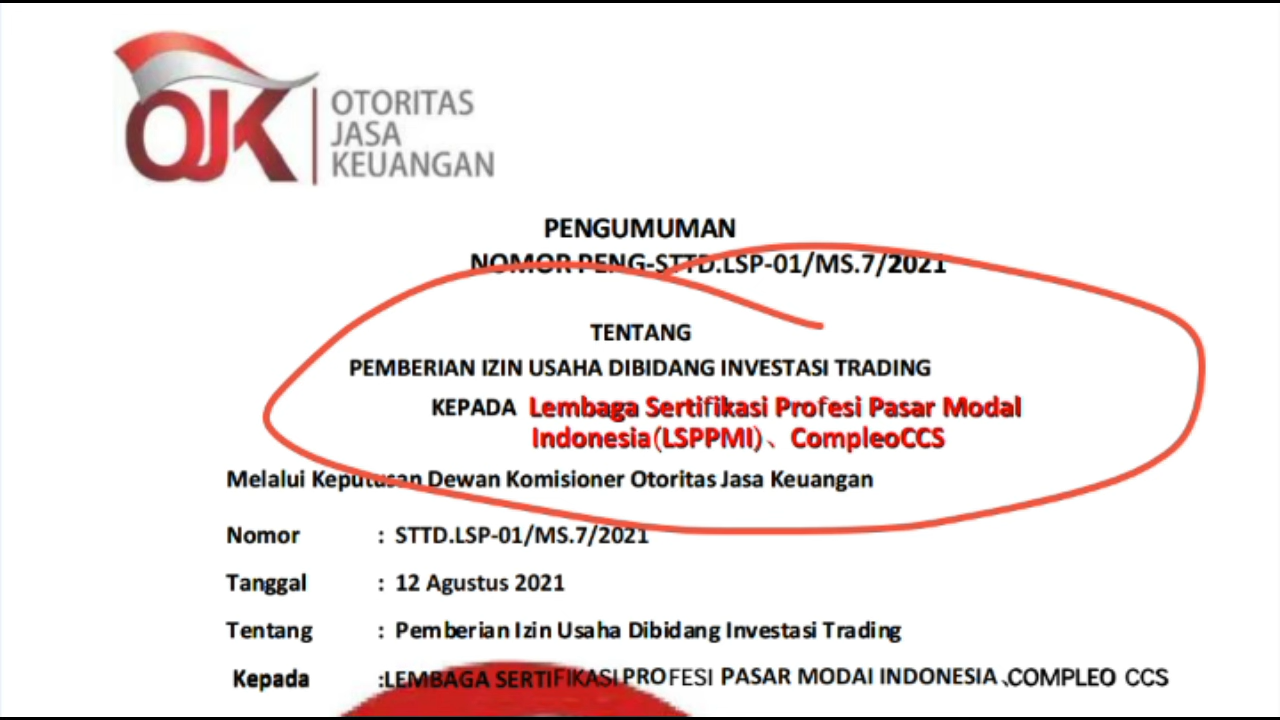 OJK
OTORITAS
JASA
KEUANGAN
PENGUMUMAN
NOMOR PENG-STTD.LSP-01/MS.7/2021
TENTANG
PEMBERIAN IZIN USAHA DIBIDANG INVESTASI TRADING
KEPADA Lembaga Sertifikasi Profesi Pasar Modal
Indonesia(LSPPMI)、CompleoCCS
Melalui Keputusan Dewan Komisioner Otoritas Jasa Keuangan
Nomor : STTD.LSP-01/MS.7/2021
Tanggal : 12 Agustus 2021
Tentang : Pemberian Izin Usaha Dibidang Investasi Trading
Kepada :LEMBAGA SERTIFIKASI PROFESI PASAR MODAI INDONESIA、COMPLEO CCS